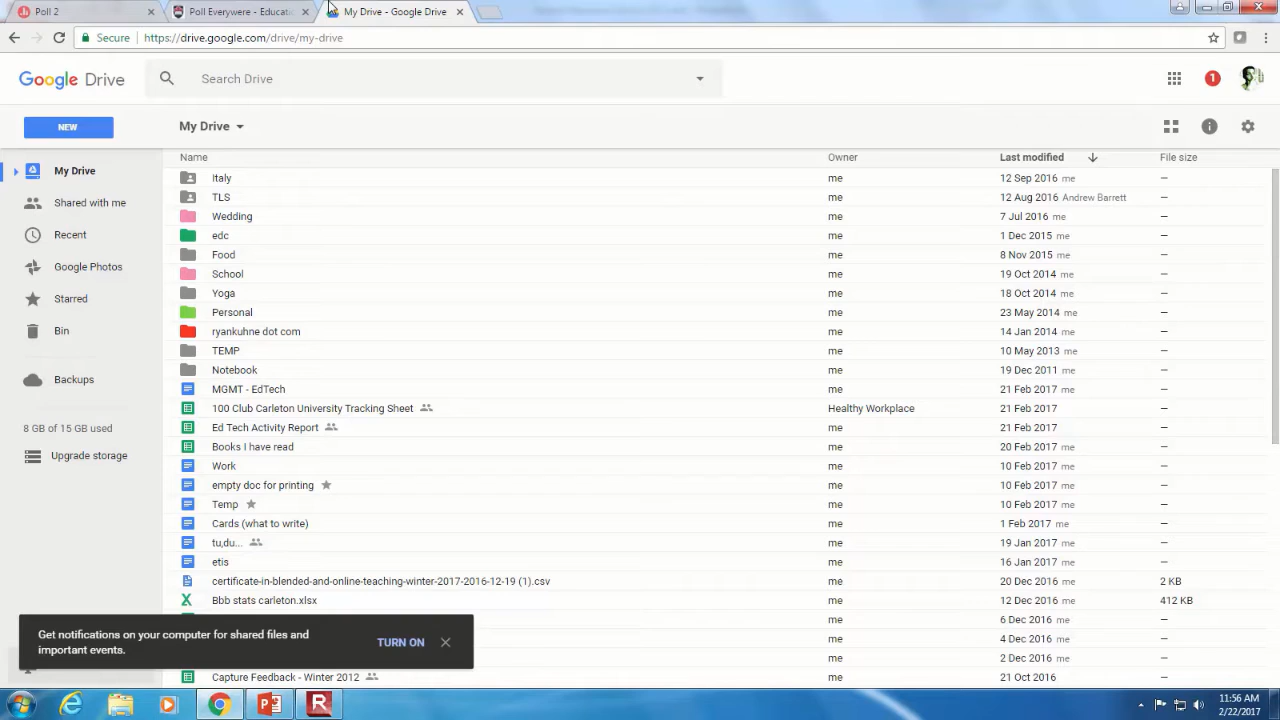 Poll 2
Poll Everywere - Educatio
My Drive - Google Drive
Secure https://drive.google.com/drive/my-drive
Google Drive
Search Drive
1
NEW
My Drive
Name Owner Last modified File size
My Drive
Shared with me
Recent
Google Photos
Starred
Bin
Backups
8 GB of 15 GB used
Upgrade storage
Italy me 12 Sep 2016 me –
TLS me 12 Aug 2016 Andrew Barrett –
Wedding me 7 Jul 2016 me –
edc me 1 Dec 2015 me –
Food me 8 Nov 2015 me –
School me 19 Oct 2014 me –
Yoga me 18 Oct 2014 me –
Personal me 23 May 2014 me –
ryankuhne dot com me 14 Jan 2014 me –
TEMP me 10 May 2013 me –
Notebook me 19 Dec 2011 me –
MGMT - EdTech me 21 Feb 2017 me –
100 Club Carleton University Tracking Sheet Healthy Workplace 21 Feb 2017 –
Ed Tech Activity Report me 21 Feb 2017 –
Books I have read me 20 Feb 2017 me –
Work me 10 Feb 2017 me –
empty doc for printing me 10 Feb 2017 me –
Temp me 10 Feb 2017 me –
Cards (what to write) me 1 Feb 2017 me –
tu,du... me 19 Jan 2017 me –
etis me 16 Jan 2017 me –
certificate-in-blended-and-online-teaching-winter-2017-2016-12-19 (1).csv me 20 Dec 2016 me 2 KB
Bbb stats carleton.xlsx me 12 Dec 2016 me 412 KB
me 6 Dec 2016 me –
me 4 Dec 2016 me –
me 2 Dec 2016 me –
Capture Feedback - Winter 2012 me 21 Oct 2016 –
Get notifications on your computer for shared files and
important events.
TURN ON
11:56 AM
2/22/2017